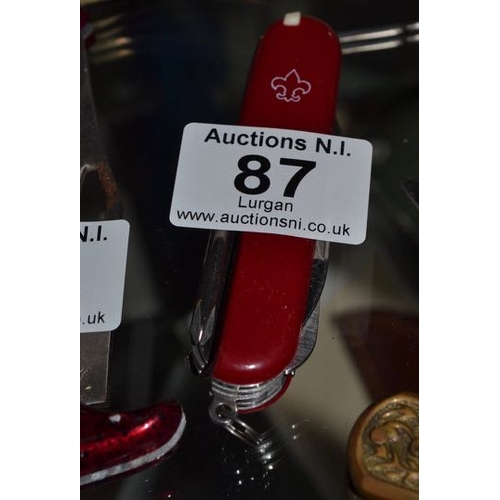 Auctions N.I.
87
Lurgan
www.auctionsni.co.uk
N.I.
.uk